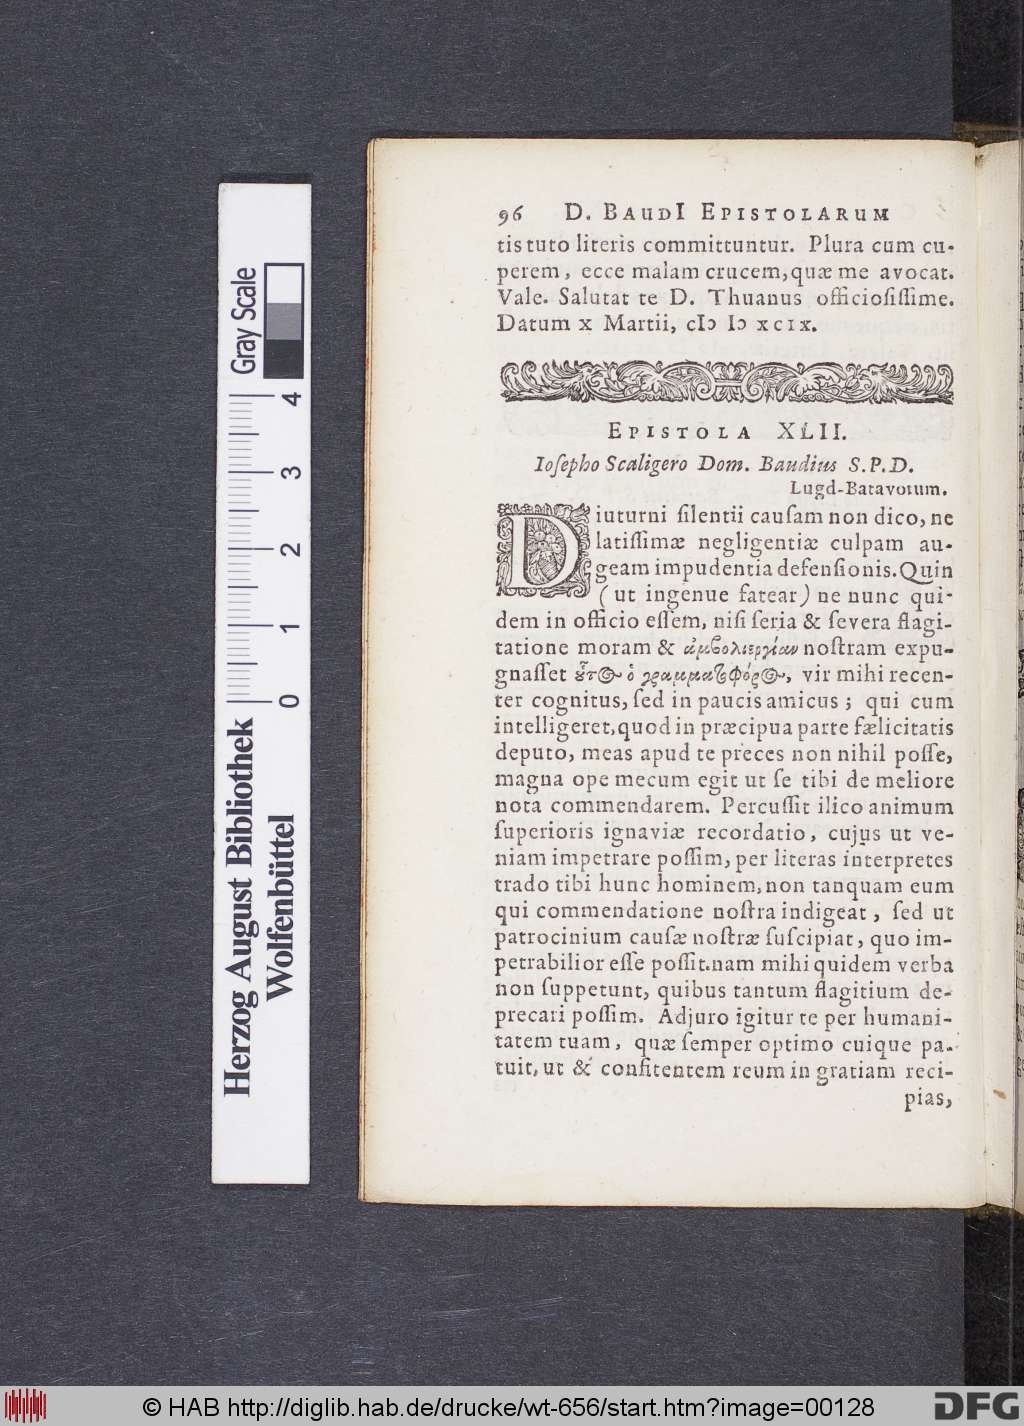 96 D. BAUDI EPISTOLARUM
tis tuto literis committuntur. Plura cum cu-
perem, ecce malam crucem, quæ me avocat.
Vale. Salutat te D. Thuanus officiosissime.
Datum x Martii, cIↄ Iↄ xcix.
EPISTOLA XLII.
Iosepho Scaligero Dom. Baudius S.P.D.
Lugd-Batavorum.
Diuturni silentii causam non dico, ne
latissimæ negligentiæ culpam au-
geam impudentia defensionis. Quin
(ut ingenue fatear) ne nunc qui-
dem in officio essem, nisi seria & severa flagi-
tatione moram & ἀμβολιεργίαν nostram expu-
gnasset οὗτος ὁ γραμματοφόρος, vir mihi recen-
ter cognitus, sed in paucis amicus; qui cum
intelligeret, quod in præcipua parte fælicitatis
deputo, meas apud te preces non nihil posse,
magna ope mecum egit ut se tibi de meliore
nota commendarem. Percussit ilico animum
superioris ignaviæ recordatio, cujus ut ve-
niam impetrare possim, per literas interpretes
trado tibi hunc hominem, non tanquam eum
qui commendatione nostra indigeat, sed ut
patrocinium causæ nostræ suscipiat, quo im-
petrabilior esse possit. nam mihi quidem verba
non suppetunt, quibus tantum flagitium de-
precari possim. Adjuro igitur te per humani-
tatem tuam, quæ semper optimo cuique pa-
tuit, ut & confitentem reum in gratiam reci-
pias,
Gray Scale
4
3
2
1
0
Herzog August Bibliothek
Wolfenbüttel
© HAB http://diglib.hab.de/drucke/wt-656/start.htm?image=00128
DFG